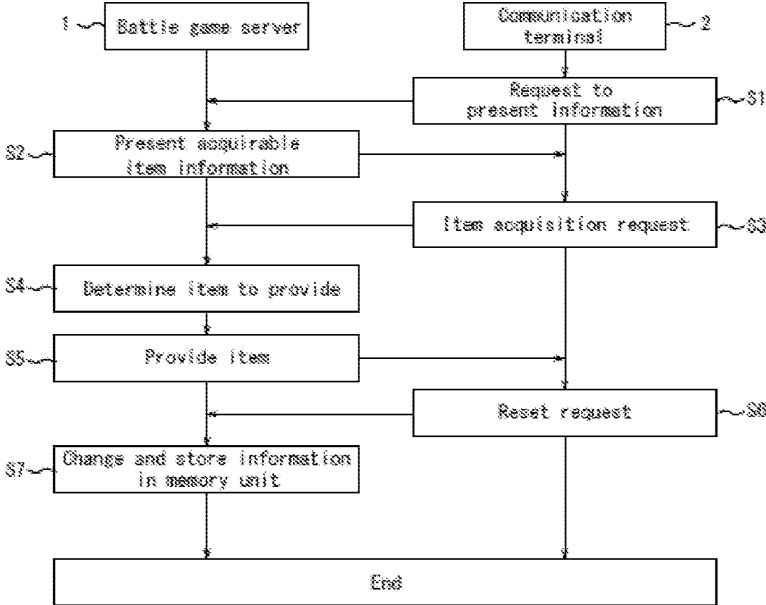 1
Battle game server
Communication
terminal
2
Request to
present information
S1
S2
Present acquirable
item information
Item acquisition request
S3
S4
Determine item to provide
S5
Provide item
Reset request
S6
S7
Change and store information
in memory unit
End